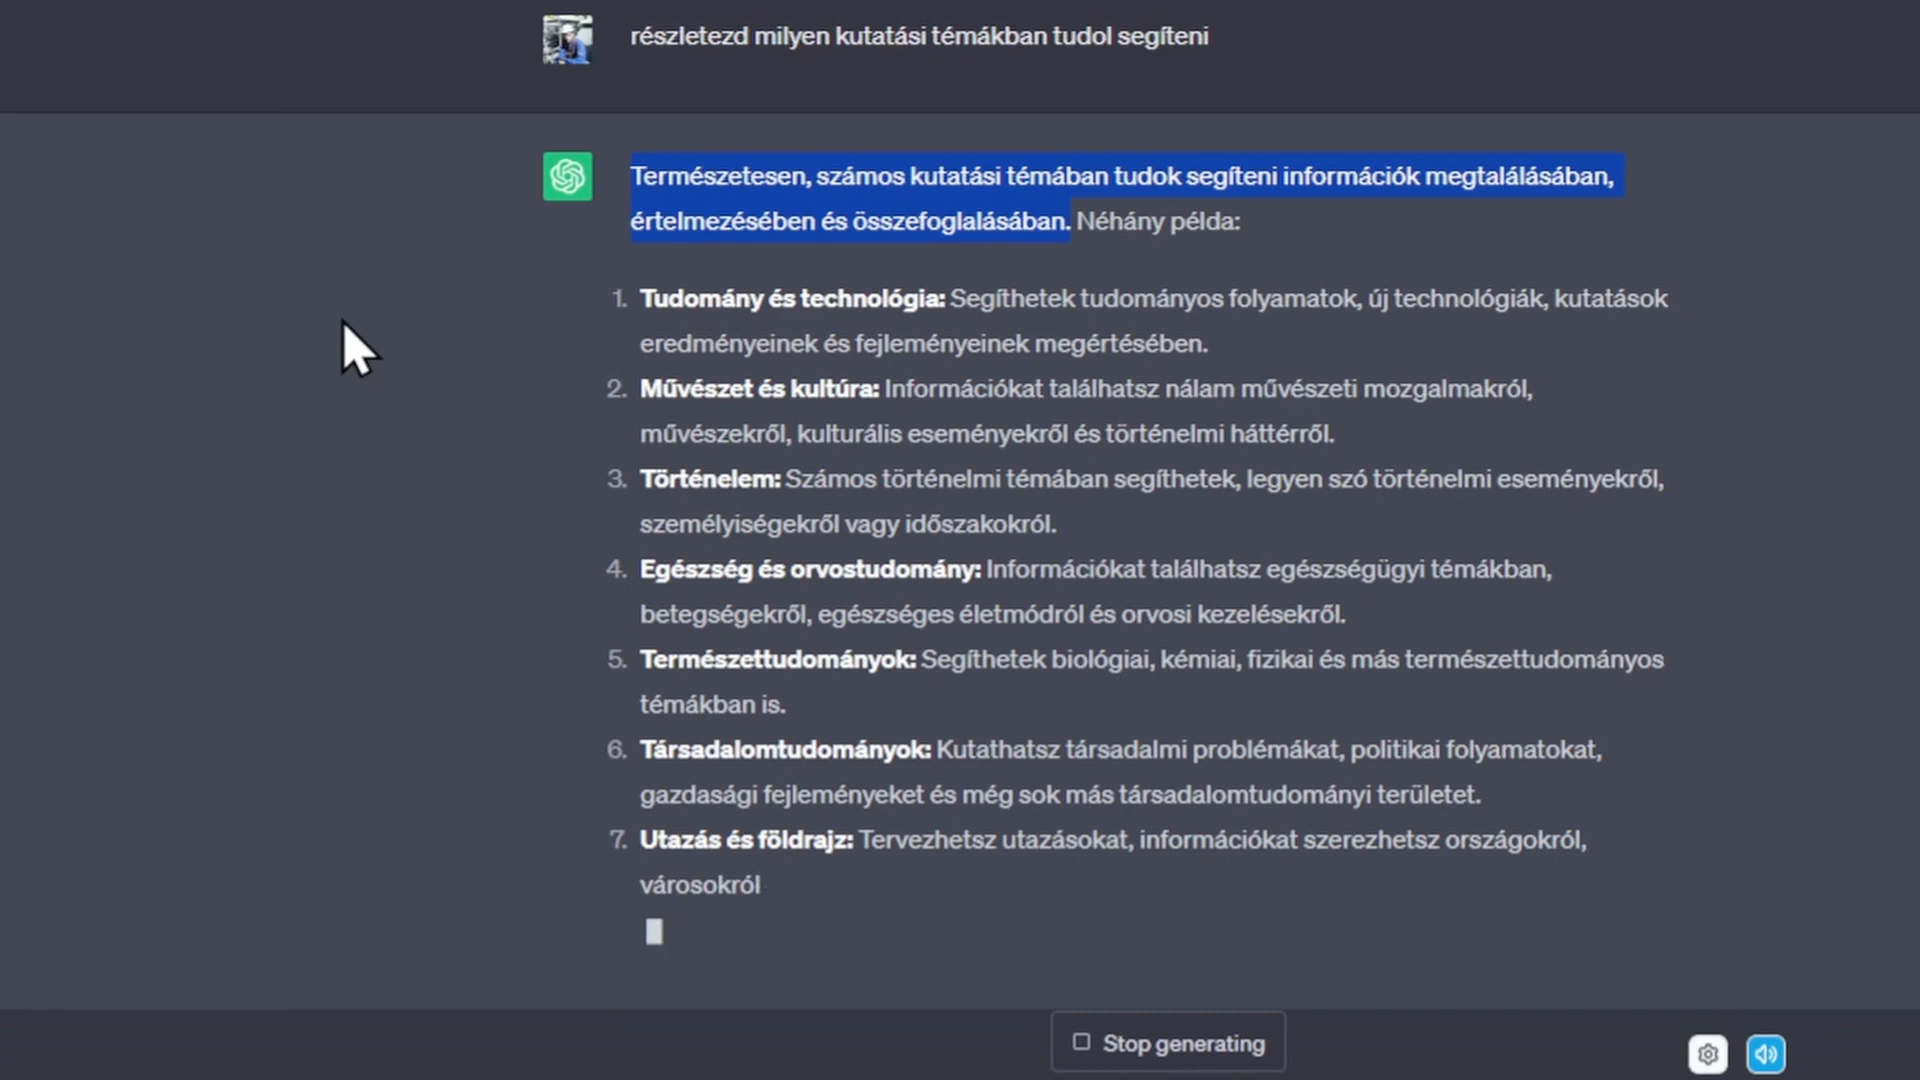 részletezd milyen kutatási témákban tudol segíteni
Természetesen, számos kutatási témában tudok segíteni információk megtalálásában,
értelmezésében és összefoglalásában. Néhány példa:
1. Tudomány és technológia: Segíthetek tudományos folyamatok, új technológiák, kutatások
eredményeinek és fejleményeinek megértésében.
2. Művészet és kultúra: Információkat találhatsz nálam művészeti mozgalmakról,
művészekről, kulturális eseményekről és történelmi háttérről.
3. Történelem: Számos történelmi témában segíthetek, legyen szó történelmi eseményekről,
személyiségekről vagy időszakokról.
4. Egészség és orvostudomány: Információkat találhatsz egészségügyi témákban,
betegségekről, egészséges életmódról és orvosi kezelésekről.
5. Természettudományok: Segíthetek biológiai, kémiai, fizikai és más természettudományos
témákban is.
6. Társadalomtudományok: Kutathatsz társadalmi problémákat, politikai folyamatokat,
gazdasági fejleményeket és még sok más társadalomtudományi területet.
7. Utazás és földrajz: Tervezhetsz utazásokat, információkat szerezhetsz országokról,
városokról
Stop generating